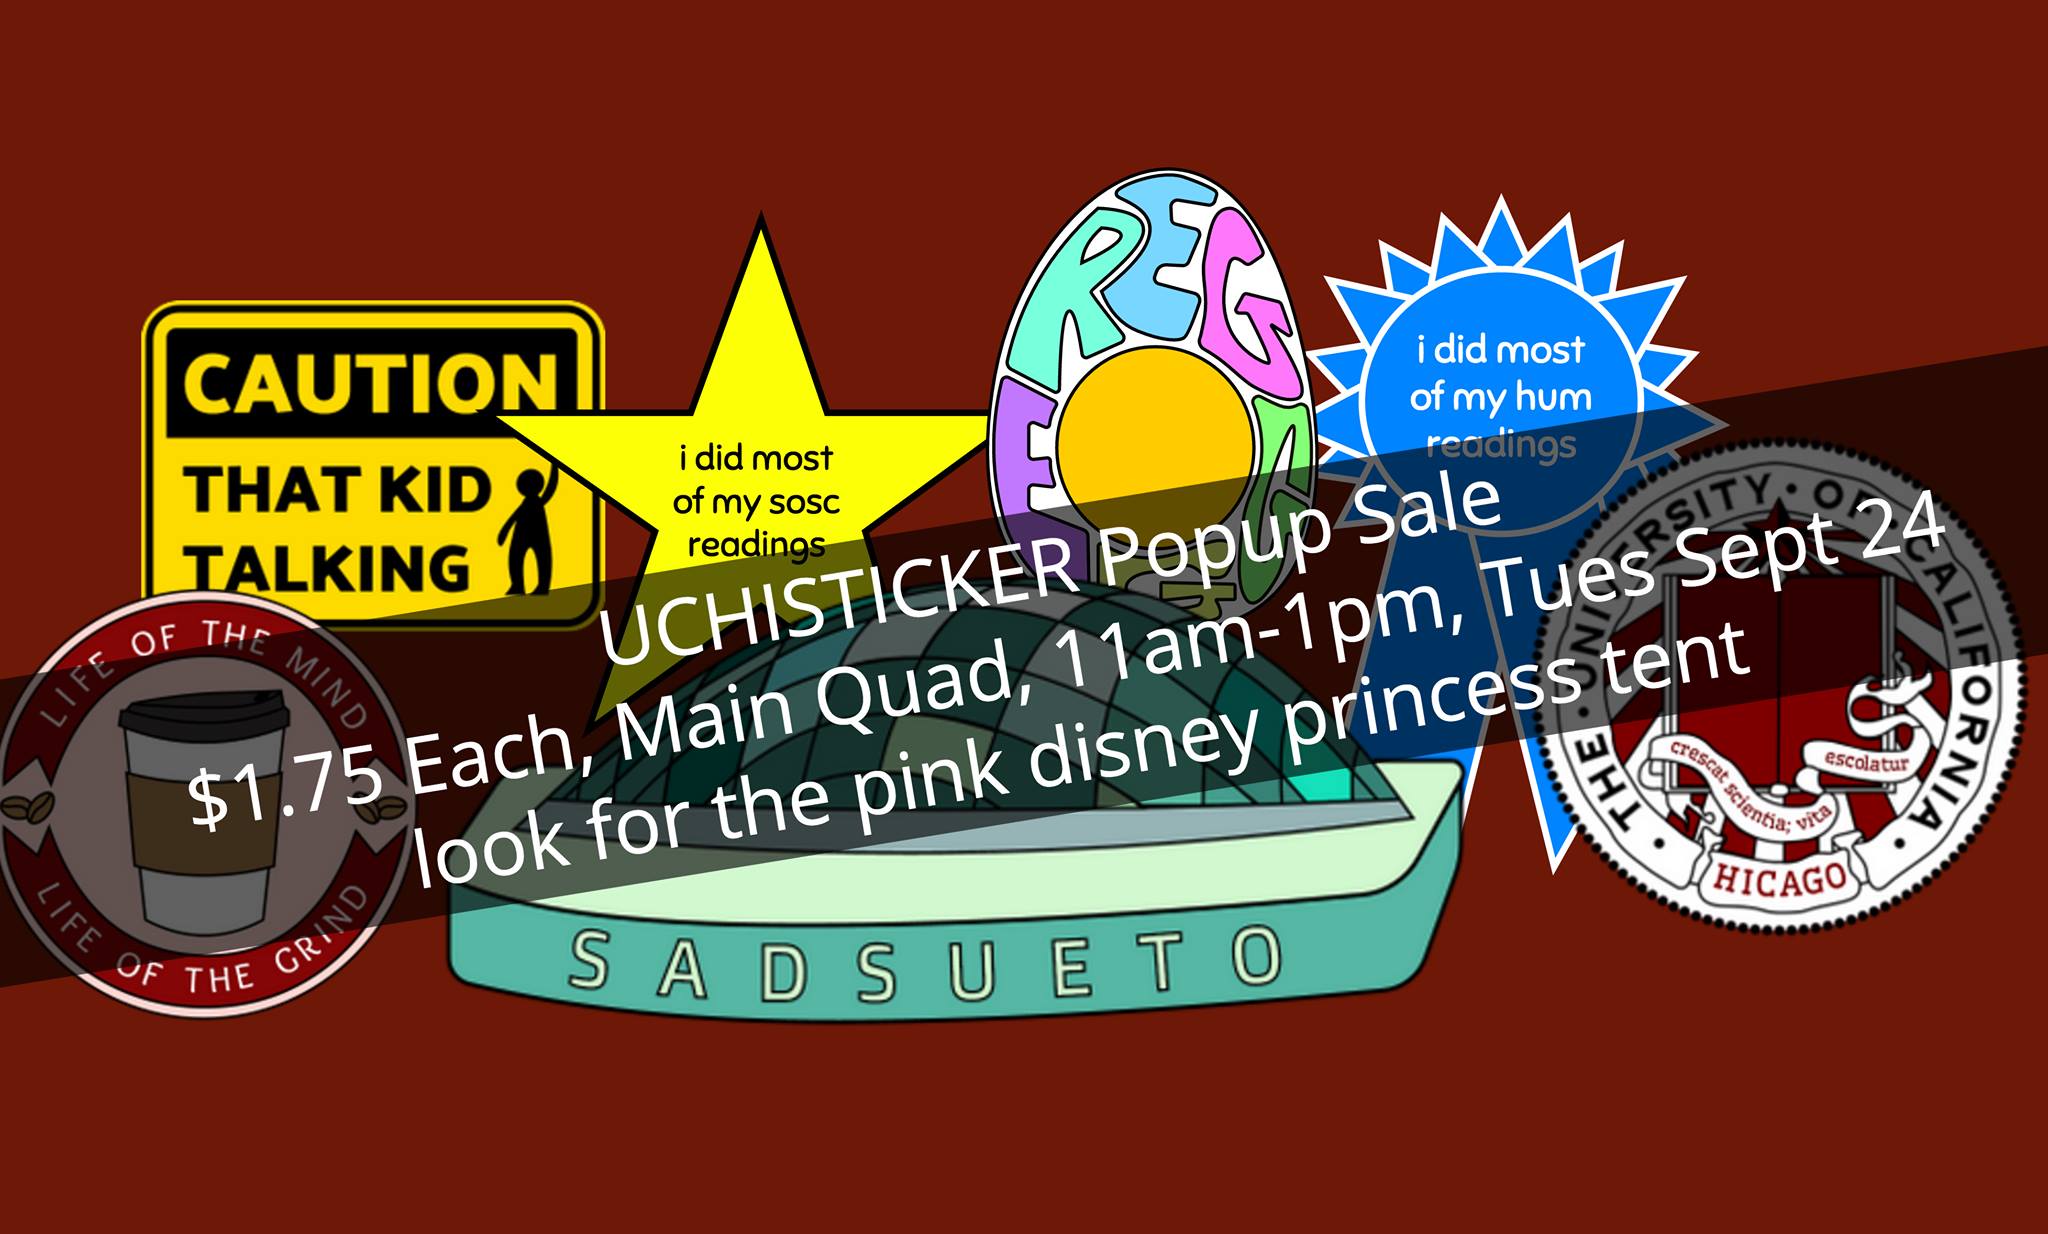 CAUTION
THAT KID
TALKING
i did most
of my sosc
readings
REG
E
i did most
of my hum
readings
UCHISTICKER Popup Sale
$1.75 Each, Main Quad, 11am-1pm, Tues Sept 24
look for the pink disney princess tent
LIFE OF THE MIND
LIFE OF THE GRIND
SADSUETO
THE · UNIVERSITY · OF · CALIFORNIA
crescat scientia; vita
escolatur
HICAGO